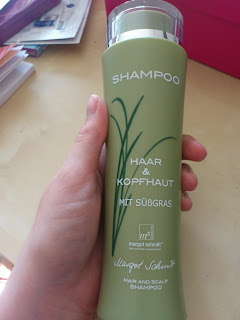 SHAMPOO
HAAR
&
KOPFHAUT
MIT SÜßGRAS
m
margot schmitt
Margot Schmitt
HAIR AND SCALP
SHAMPOO